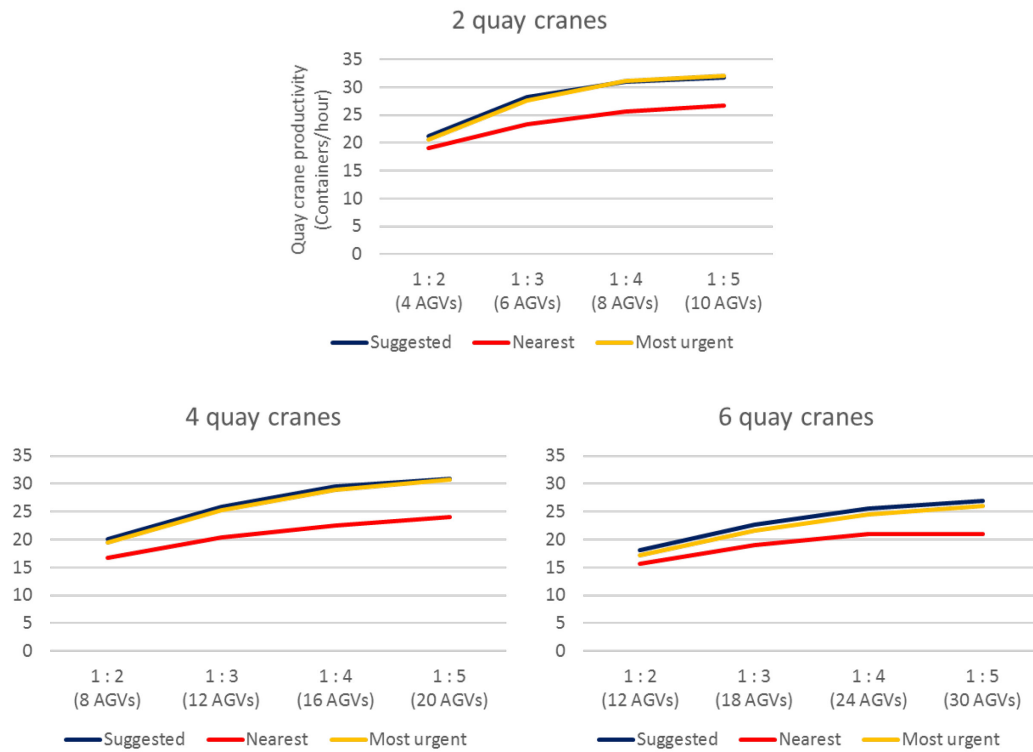 2 quay cranes
Quay crane productivity
(Containers/hour)
35
30
25
20
15
10
5
0
1 : 2 1 : 3 1 : 4 1 : 5
(4 AGVs) (6 AGVs) (8 AGVs) (10 AGVs)
Suggested Nearest Most urgent
4 quay cranes
35
30
25
20
15
10
5
0
1 : 2 1 : 3 1 : 4 1 : 5
(8 AGVs) (12 AGVs) (16 AGVs) (20 AGVs)
Suggested Nearest Most urgent
6 quay cranes
35
30
25
20
15
10
5
0
1 : 2 1 : 3 1 : 4 1 : 5
(12 AGVs) (18 AGVs) (24 AGVs) (30 AGVs)
Suggested Nearest Most urgent